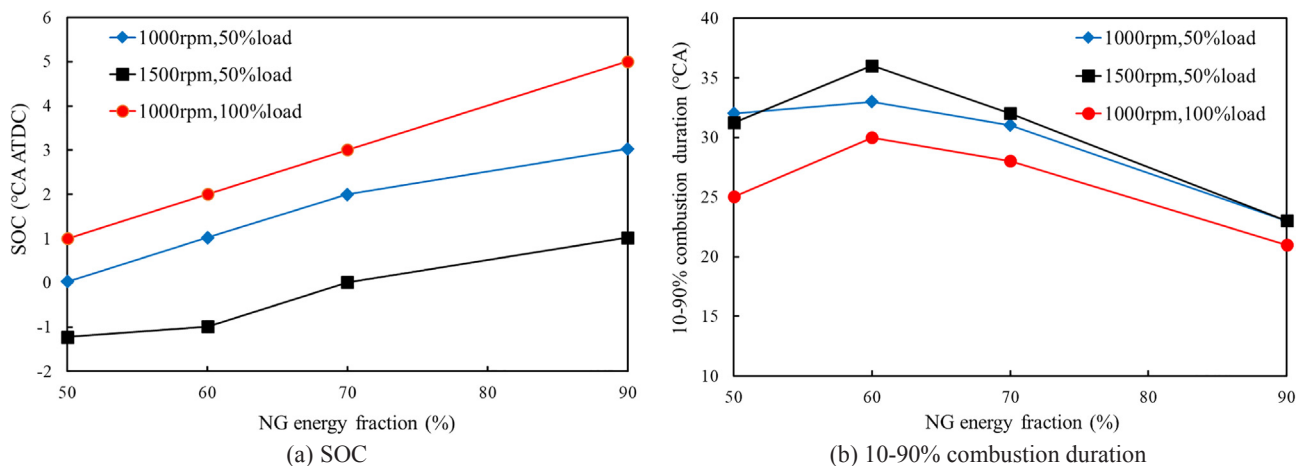 6
5
4
3
2
1
0
-1
-2
SOC (℃A ATDC)
1000rpm,50%load
1500rpm,50%load
1000rpm,100%load
50 60 70 80 90
NG energy fraction (%)
(a) SOC
40
35
30
25
20
15
10
10-90% combustion duration (℃A)
1000rpm,50%load
1500rpm,50%load
1000rpm,100%load
50 60 70 80 90
NG energy fraction (%)
(b) 10-90% combustion duration